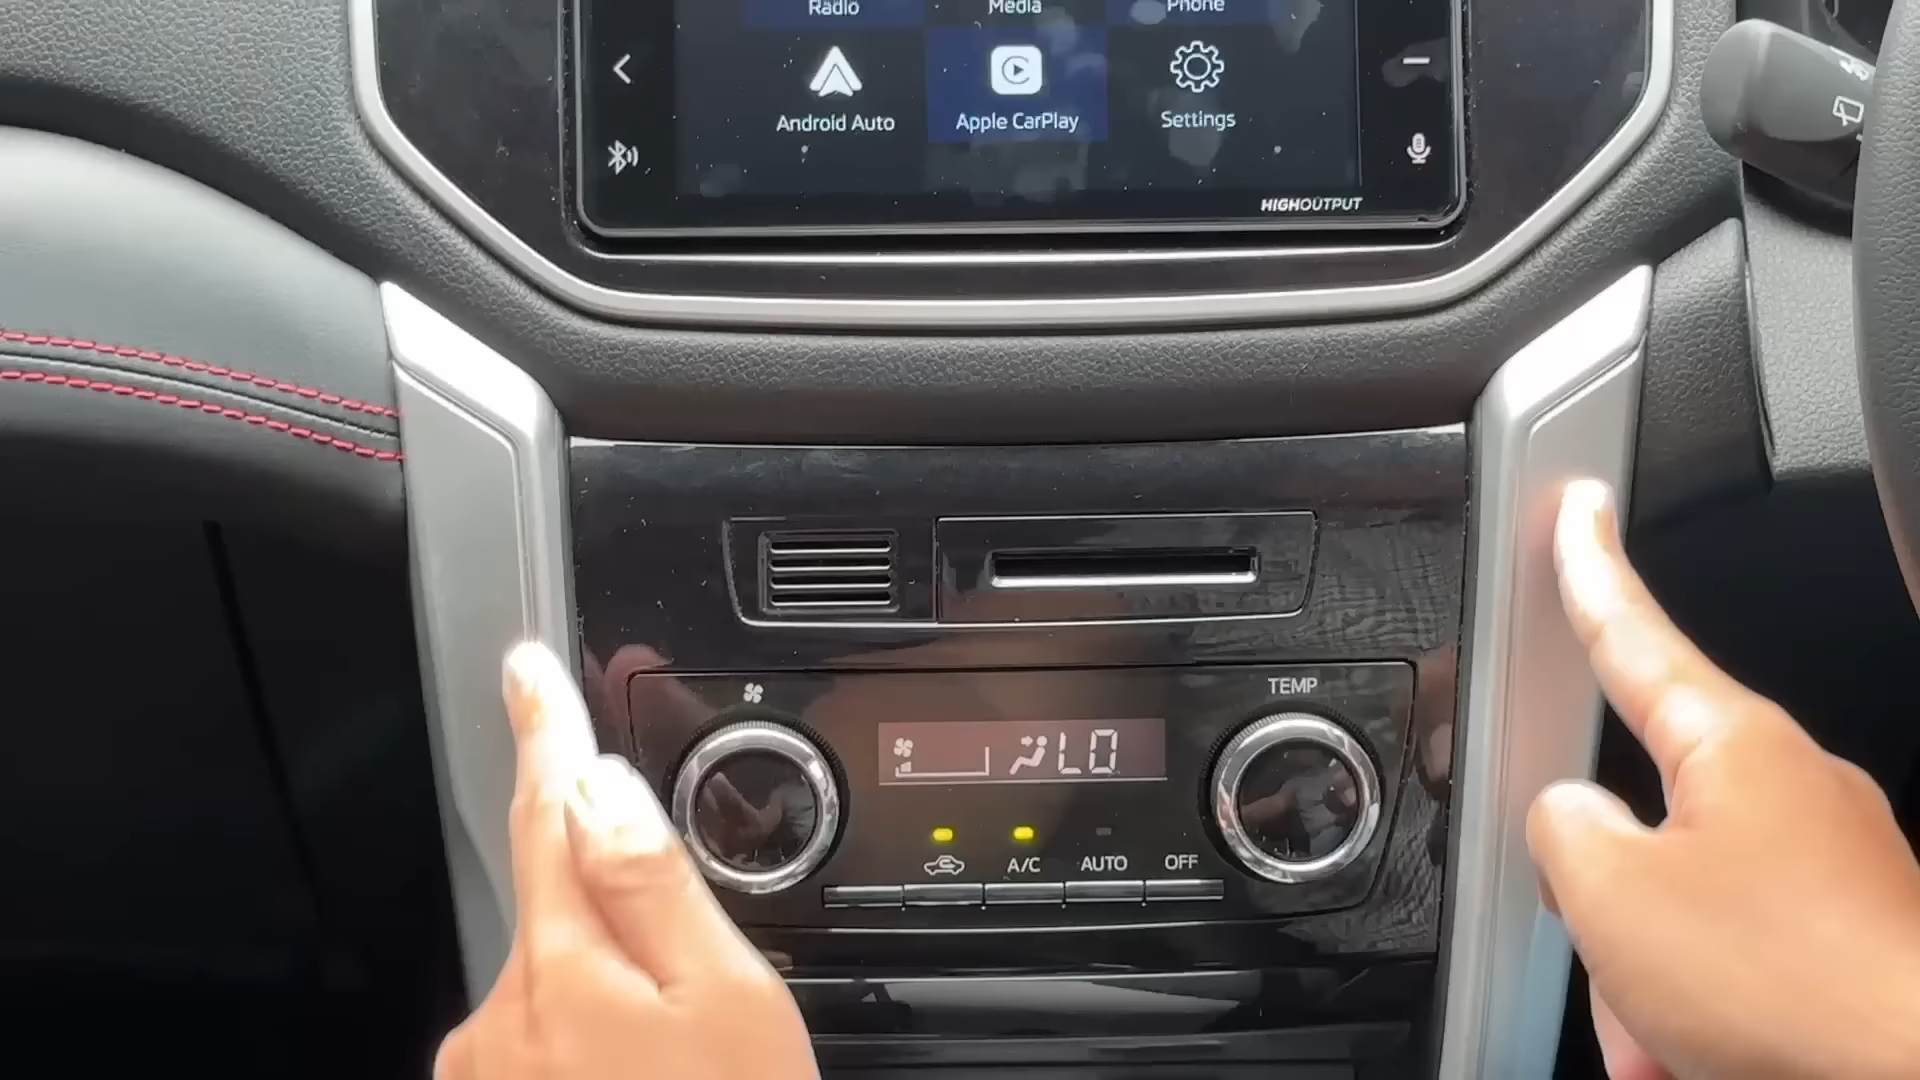 Radio Media Phone
Android Auto Apple CarPlay Settings
HIGHOUTPUT
TEMP
LO
A/C AUTO OFF